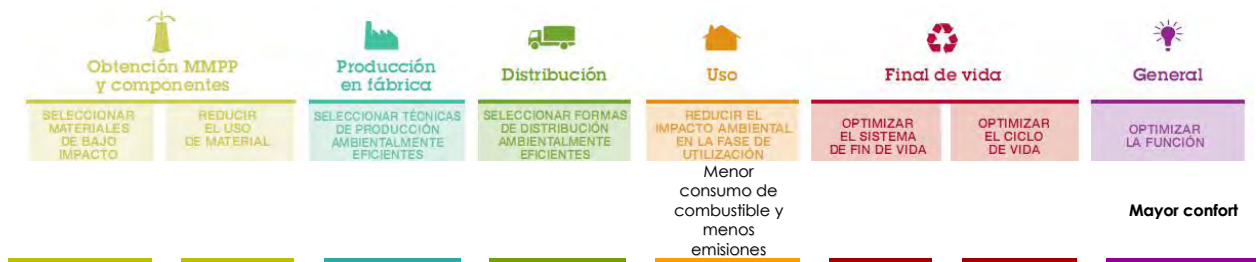 Obtención MMPP
y componentes
Producción
en fábrica
Distribución
Uso
Final de vida
General
SELECCIONAR
MATERIALES
DE BAJO
IMPACTO
REDUCIR
EL USO
DE MATERIAL
SELECCIONAR TÉCNICAS
DE PRODUCCIÓN
AMBIENTALMENTE
EFICIENTES
SELECCIONAR FORMAS
DE DISTRIBUCIÓN
AMBIENTALMENTE
EFICIENTES
REDUCIR EL
IMPACTO AMBIENTAL
EN LA FASE DE
UTILIZACIÓN
OPTIMIZAR
EL SISTEMA
DE FIN DE VIDA
OPTIMIZAR
EL CICLO
DE VIDA
OPTIMIZAR
LA FUNCIÓN
Menor
consumo de
combustible y
menos
emisiones
Mayor confort